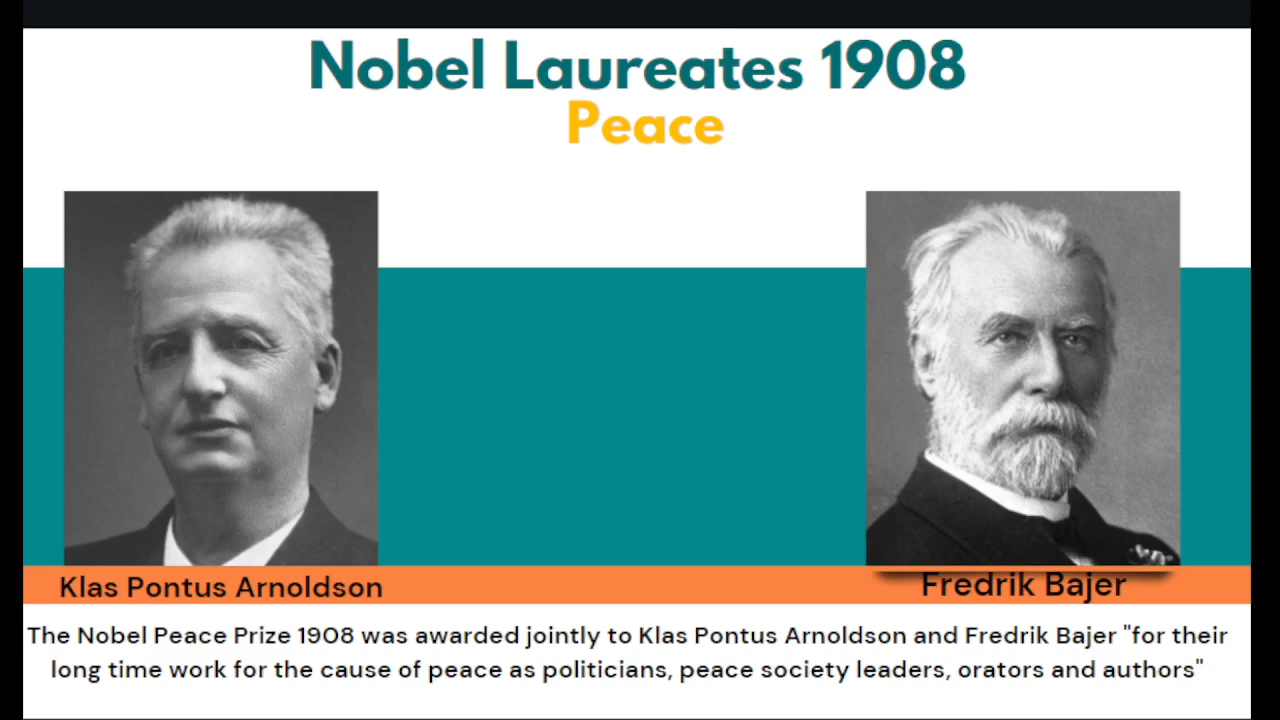 Nobel Laureates 1908
Peace
Klas Pontus Arnoldson
Fredrik Bajer
The Nobel Peace Prize 1908 was awarded jointly to Klas Pontus Arnoldson and Fredrik Bajer "for their
long time work for the cause of peace as politicians, peace society leaders, orators and authors"